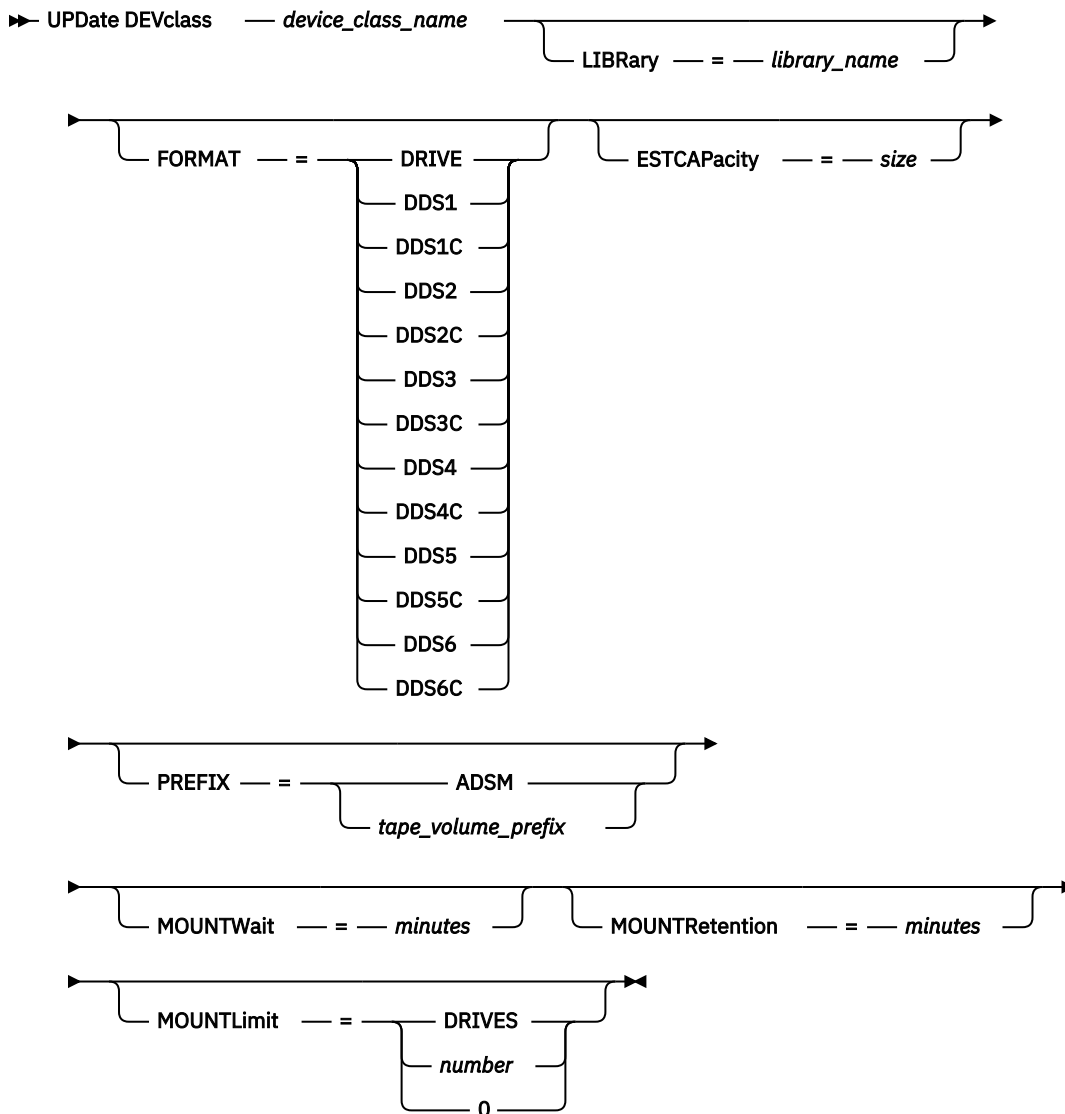 UPDate DEVclass device_class_name
LIBRary = library_name
FORMAT = DRIVE
DDS1
DDS1C
DDS2
DDS2C
DDS3
DDS3C
DDS4
DDS4C
DDS5
DDS5C
DDS6
DDS6C
ESTCAPacity = size
PREFIX = ADSM
tape_volume_prefix
MOUNTWait = minutes
MOUNTRetention = minutes
MOUNTLimit = DRIVES
number
0